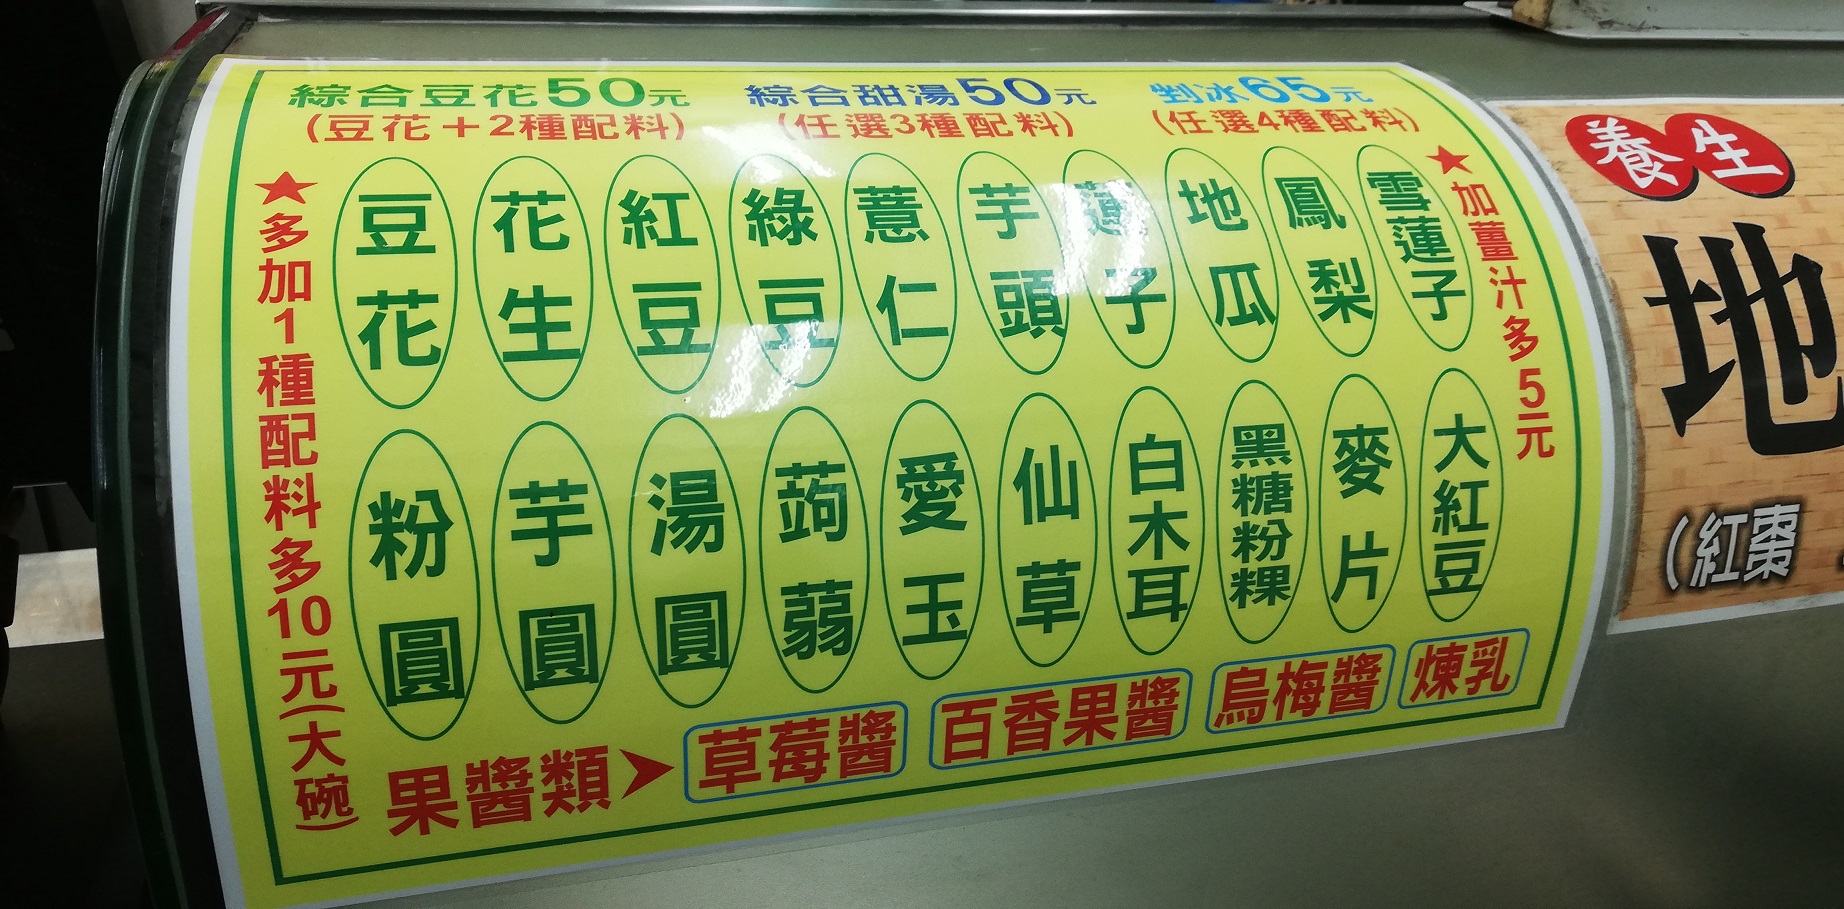 綜合豆花50元
(豆花+2種配料)
綜合甜湯50元
(任選3種配料)
剉冰65元
(任選4種配料)
★多加1種配料多10元(大碗)
豆花
花生
紅豆
綠豆
薏仁
芋頭
蓮子
地瓜
鳳梨
雪蓮子
★加薑汁多5元
粉圓
芋圓
湯圓
蒟蒻
愛玉
仙草
白木耳
黑糖粉粿
麥片
大紅豆
果醬類➤
草莓醬
百香果醬
烏梅醬
煉乳
養生
地
(紅棗